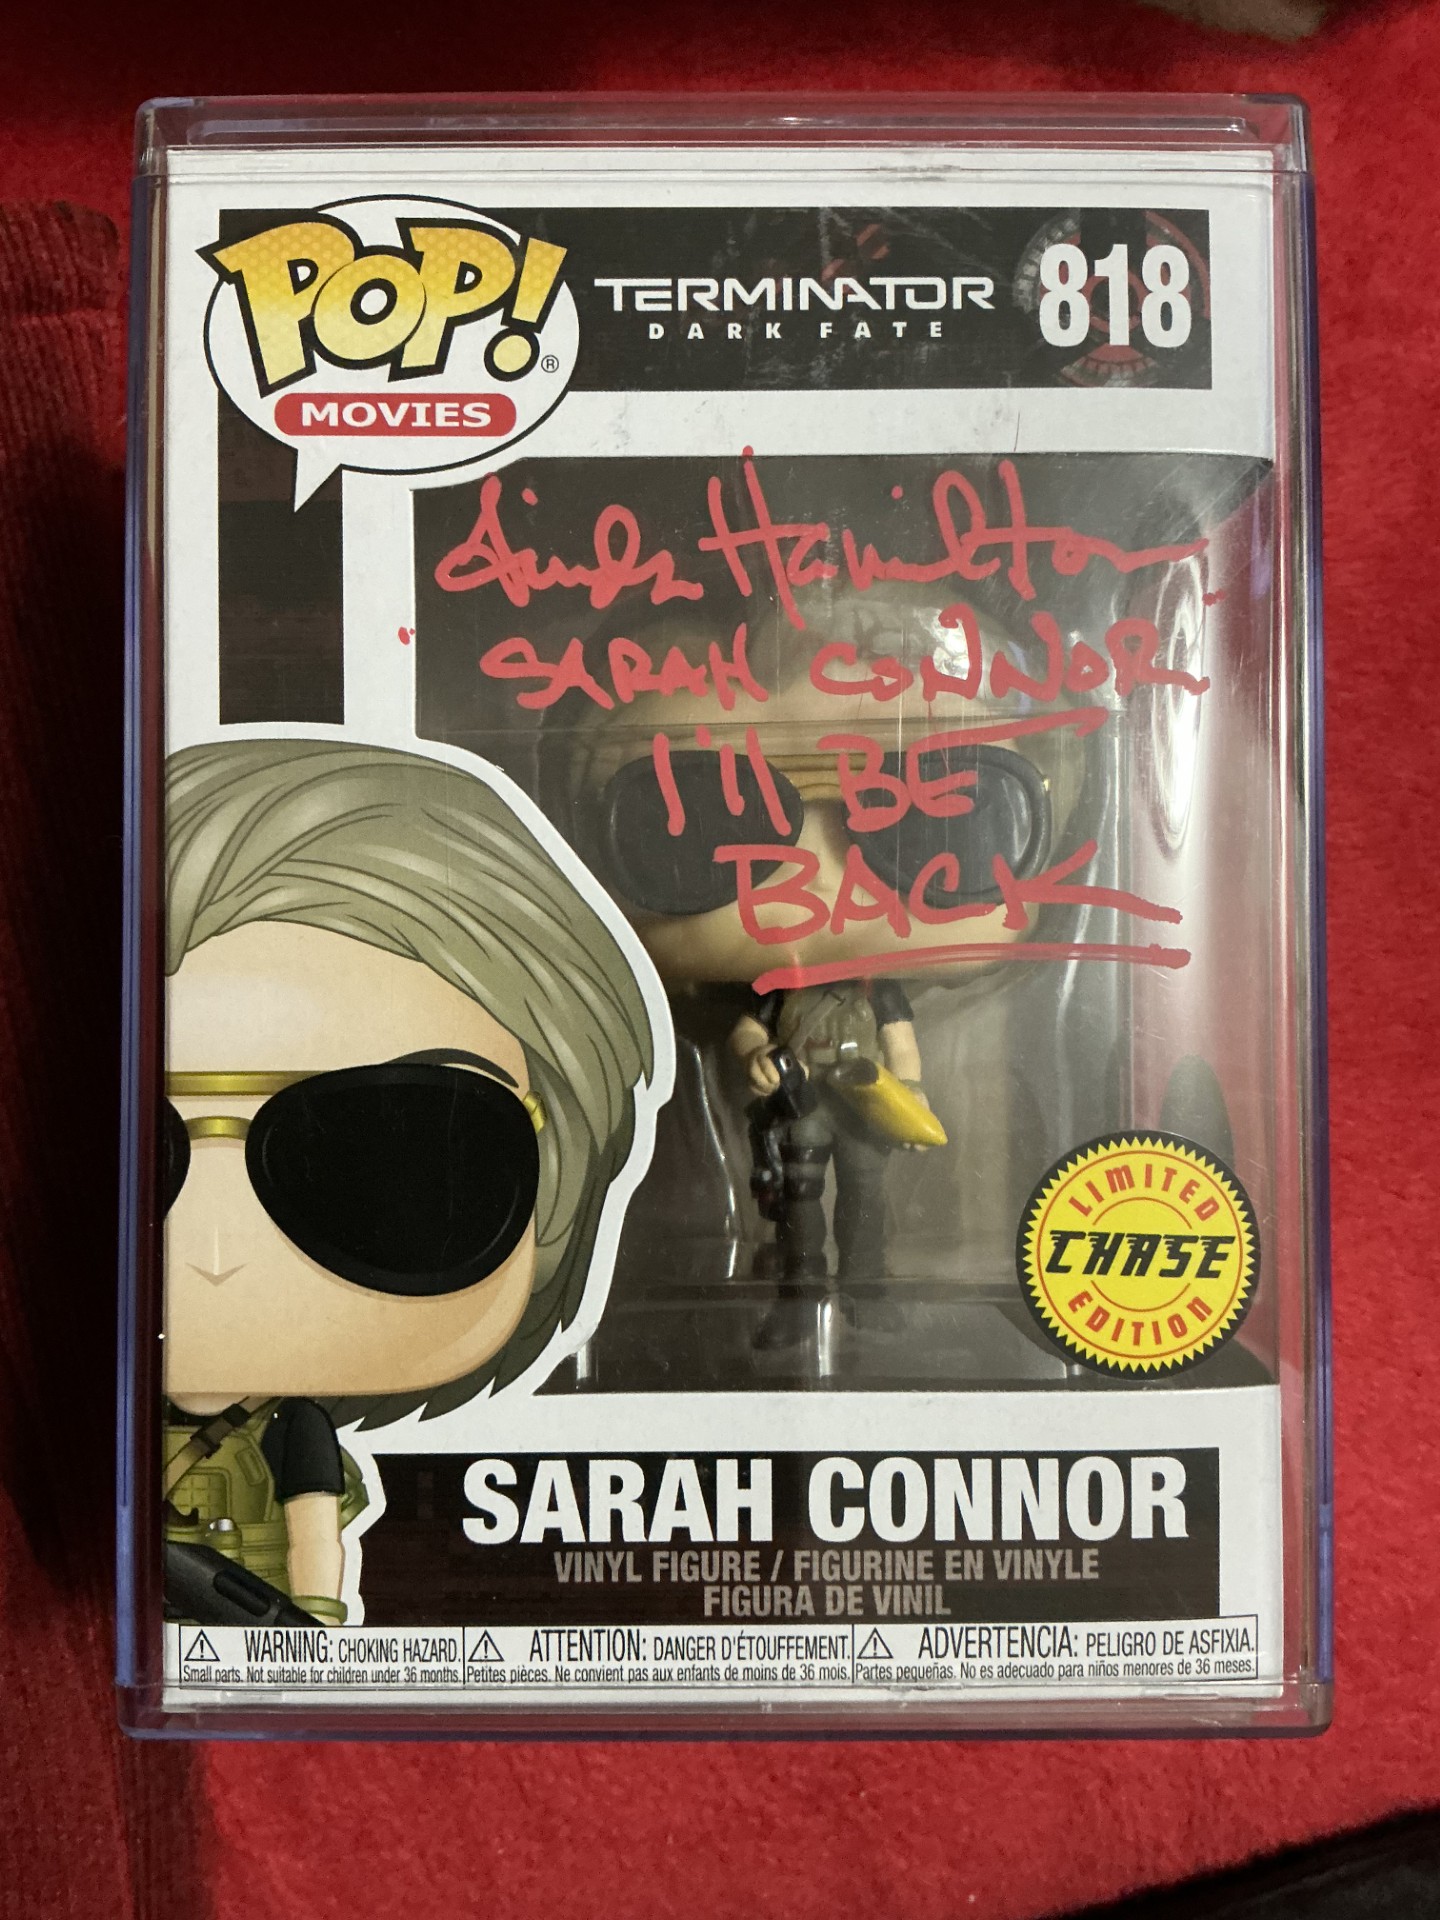 POP!®
MOVIES
TERMINATOR
DARK FATE
818
Linda Hamilton
"SARAH CONNOR"
I'll BE
BACK
LIMITED
CHASE
EDITION
SARAH CONNOR
VINYL FIGURE / FIGURINE EN VINYLE
FIGURA DE VINIL
WARNING: CHOKING HAZARD.
Small parts. Not suitable for children under 36 months.
ATTENTION: DANGER D'ÉTOUFFEMENT.
Petites pièces. Ne convient pas aux enfants de moins de 36 mois.
ADVERTENCIA: PELIGRO DE ASFIXIA.
Partes pequeñas. No es adecuado para niños menores de 36 meses.